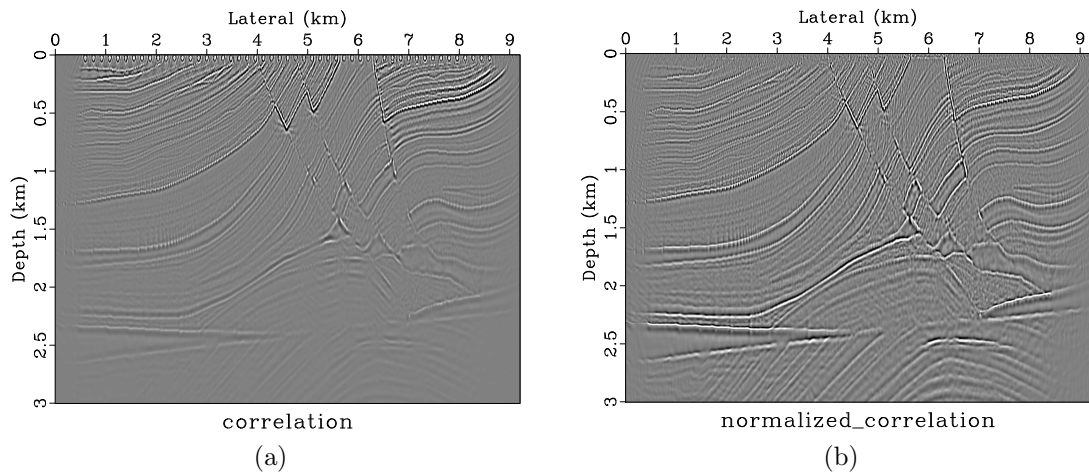 Lateral (km)
0 1 2 3 4 5 6 7 8 9
0
0.5
1
1.5
2
2.5
3
Depth (km)
correlation
(a)
Lateral (km)
0 1 2 3 4 5 6 7 8 9
0
0.5
1
1.5
2
2.5
3
Depth (km)
normalized_correlation
(b)